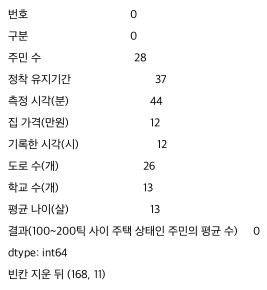 번호 0
구분 0
주민 수 28
정착 유지기간 37
측정 시각(분) 44
집 가격(만원) 12
기록한 시각(시) 12
도로 수(개) 26
학교 수(개) 13
평균 나이(살) 13
결과(100~200틱 사이 주택 상태인 주민의 평균 수) 0
dtype: int64
빈칸 지운 뒤 (168, 11)